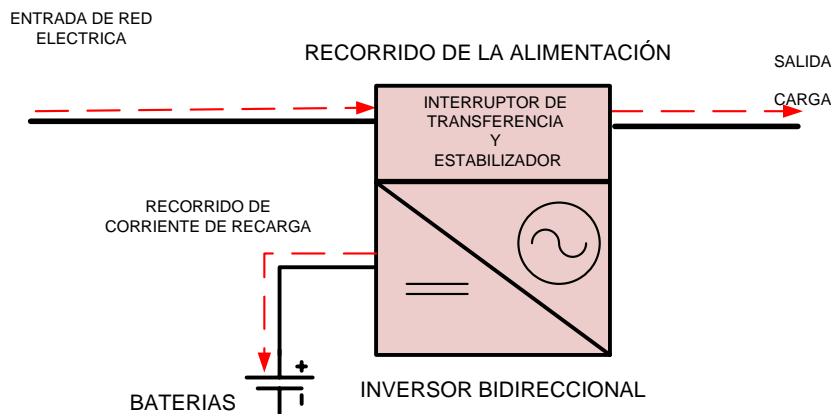 ENTRADA DE RED
ELECTRICA
RECORRIDO DE LA ALIMENTACIÓN
SALIDA
CARGA
INTERRUPTOR DE
TRANSFERENCIA
Y
ESTABILIZADOR
RECORRIDO DE
CORRIENTE DE RECARGA
BATERIAS
INVERSOR BIDIRECCIONAL